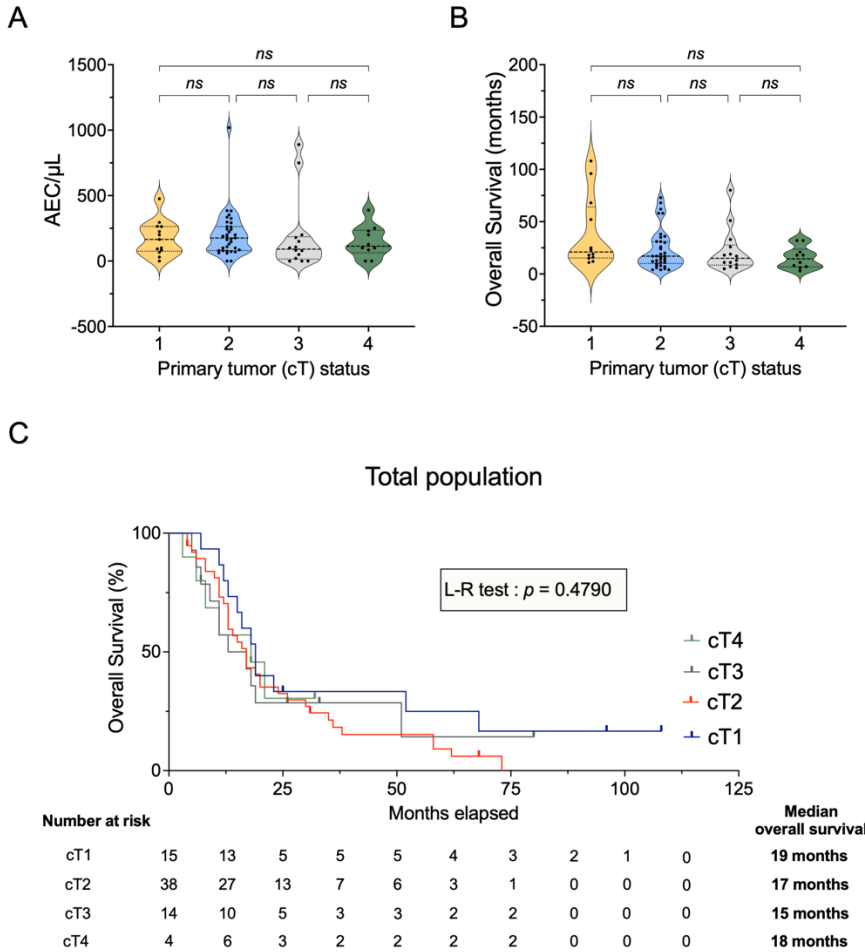 A
1500
1000
500
0
-500
AEC/µL
ns
ns ns ns
1 2 3 4
Primary tumor (cT) status
B
200
150
100
50
0
-50
Overall Survival (months)
ns
ns ns ns
1 2 3 4
Primary tumor (cT) status
C
Total population
100
50
0
Overall Survival (%)
L-R test : p = 0.4790
cT4
cT3
cT2
cT1
0 25 50 75 100 125
Months elapsed
Number at risk Median
overall survival
cT1 15 13 5 5 5 4 3 2 1 0 19 months
cT2 38 27 13 7 6 3 1 0 0 0 17 months
cT3 14 10 5 3 3 2 2 0 0 0 15 months
cT4 4 6 3 2 2 2 2 0 0 0 18 months